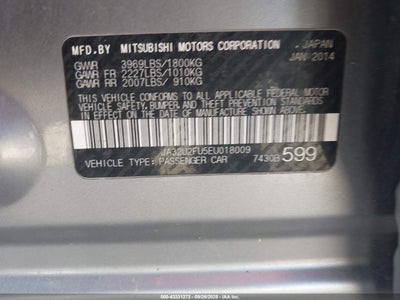 MFD. BY MITSUBISHI MOTORS CORPORATION JAPAN
GVWR 3969LBS/1800KG JAN 2014
GAWR FR 2227LBS/1010KG
GAWR RR 2007LBS/ 910KG
THIS VEHICLE CONFORMS TO ALL APPLICABLE FEDERAL MOTOR
VEHICLE SAFETY, BUMPER, AND THEFT PREVENTION STANDARDS
IN EFFECT ON THE DATE OF MANUFACTURE SHOWN ABOVE.
JA32U2FU5EU018009
VEHICLE TYPE: PASSENGER CAR 7430B 599